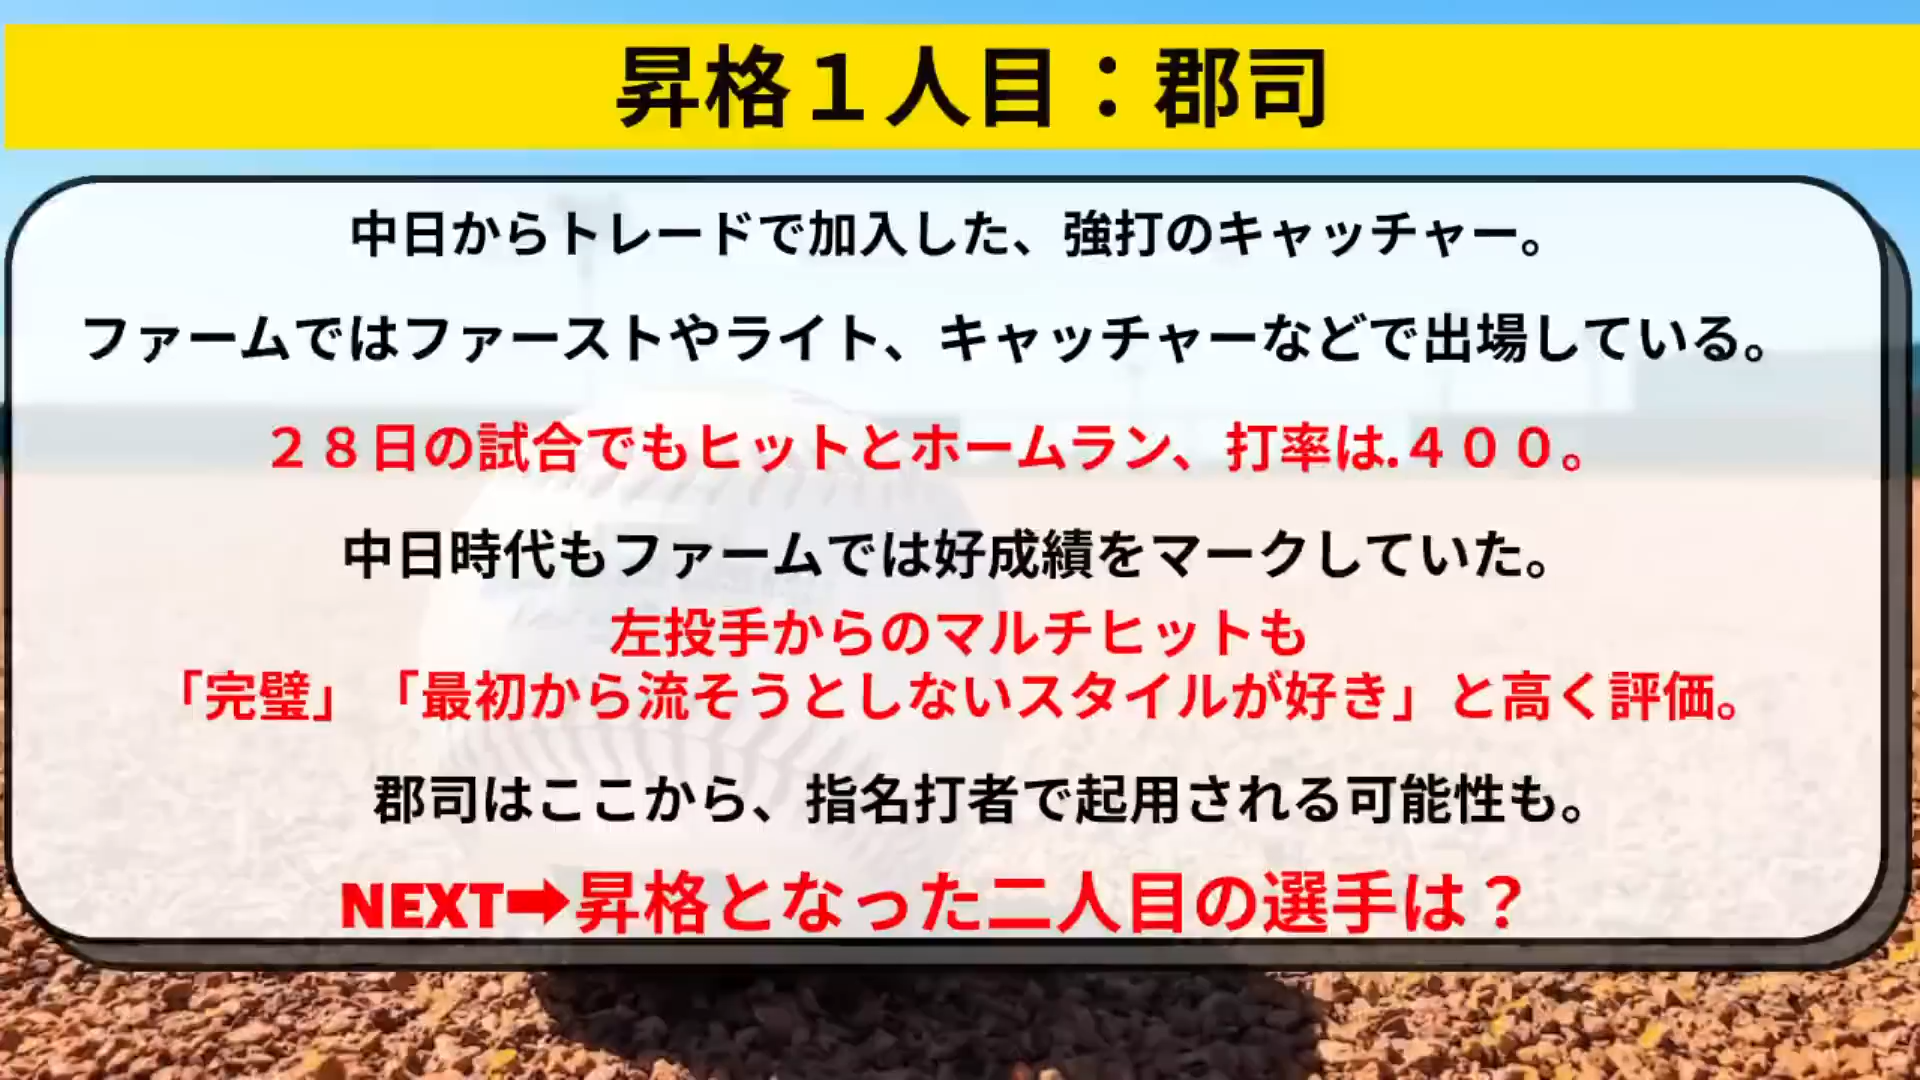 昇格１人目：郡司
中日からトレードで加入した、強打のキャッチャー。
ファームではファーストやライト、キャッチャーなどで出場している。
２８日の試合でもヒットとホームラン、打率は.４００。
中日時代もファームでは好成績をマークしていた。
左投手からのマルチヒットも
「完璧」「最初から流そうとしないスタイルが好き」と高く評価。
郡司はここから、指名打者で起用される可能性も。
NEXT➡昇格となった二人目の選手は？